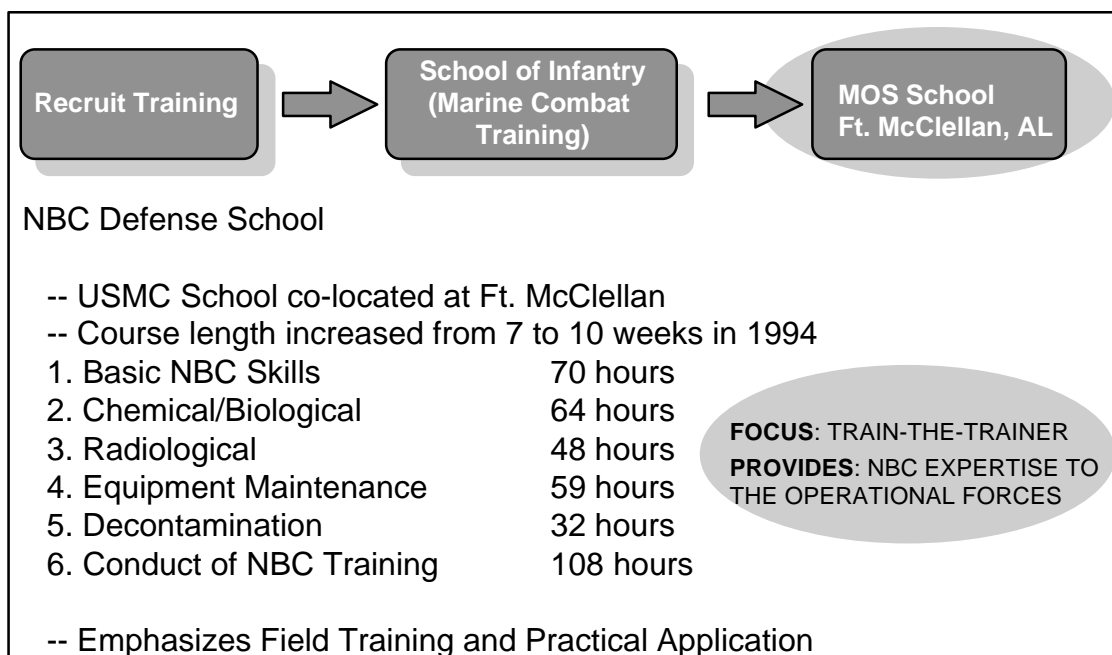 Recruit Training
School of Infantry
(Marine Combat
Training)
MOS School
Ft. McClellan, AL
NBC Defense School
-- USMC School co-located at Ft. McClellan
-- Course length increased from 7 to 10 weeks in 1994
1. Basic NBC Skills 70 hours
2. Chemical/Biological 64 hours
3. Radiological 48 hours
4. Equipment Maintenance 59 hours
5. Decontamination 32 hours
6. Conduct of NBC Training 108 hours
FOCUS: TRAIN-THE-TRAINER
PROVIDES: NBC EXPERTISE TO
THE OPERATIONAL FORCES
-- Emphasizes Field Training and Practical Application